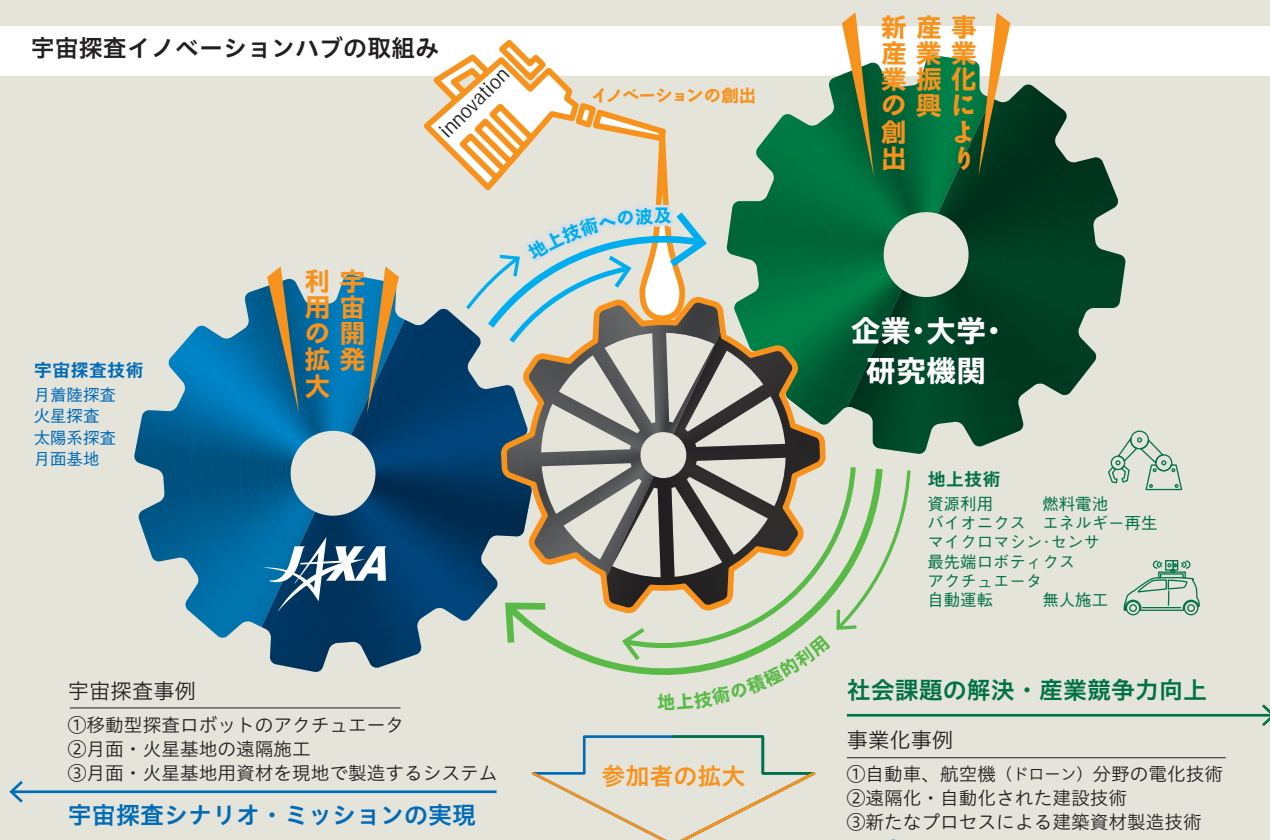 宇宙探査イノベーションハブの取組み
innovation
イノベーションの創出
事業化により
産業振興
新産業の創出
地上技術への波及
宇宙開発
利用の拡大
企業・大学・
研究機関
宇宙探査技術
月着陸探査
火星探査
太陽系探査
月面基地
JAXA
地上技術
資源利用 燃料電池
バイオニクス エネルギー再生
マイクロマシン・センサ
最先端ロボティクス
アクチュエータ
自動運転 無人施工
地上技術の積極的利用
宇宙探査事例
①移動型探査ロボットのアクチュエータ
②月面・火星基地の遠隔施工
③月面・火星基地用資材を現地で製造するシステム
宇宙探査シナリオ・ミッションの実現
参加者の拡大
社会課題の解決・産業競争力向上
事業化事例
①自動車、航空機（ドローン）分野の電化技術
②遠隔化・自動化された建設技術
③新たなプロセスによる建築資材製造技術